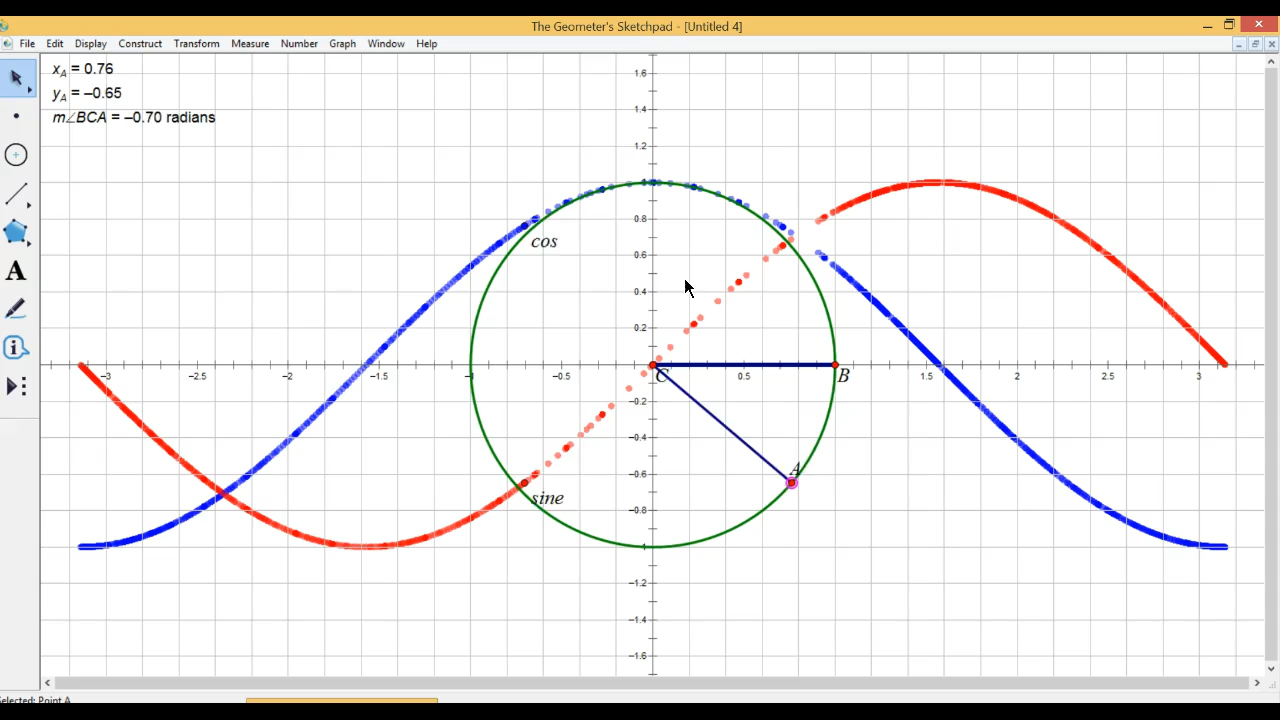 The Geometer's Sketchpad - [Untitled 4]
File Edit Display Construct Transform Measure Number Graph Window Help
x_A = 0.76
y_A = –0.65
m∠BCA = –0.70 radians
1.6
1.4
1.2
1
0.8
0.6
0.4
0.2
cos
–3 –2.5 –2 –1.5 –1 –0.5 C 0.5 B 1.5 2 2.5 3
–0.2
–0.4
–0.6
–0.8
–1
–1.2
–1.4
–1.6
A
sine
A
Selected: Point A